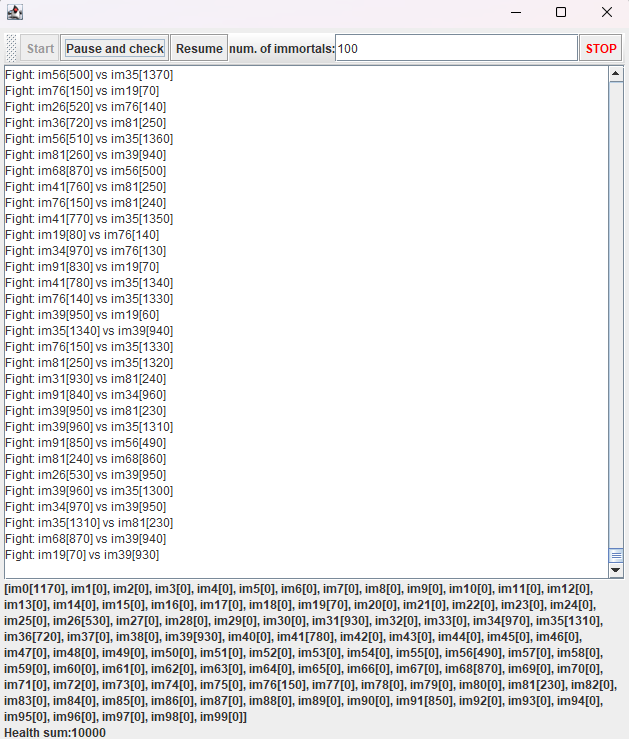 Start Pause and check Resume num. of immortals: 100 STOP
Fight: im56[500] vs im35[1370]
Fight: im76[150] vs im19[70]
Fight: im26[520] vs im76[140]
Fight: im36[720] vs im81[250]
Fight: im56[510] vs im35[1360]
Fight: im81[260] vs im39[940]
Fight: im68[870] vs im56[500]
Fight: im41[760] vs im81[250]
Fight: im76[150] vs im81[240]
Fight: im41[770] vs im35[1350]
Fight: im19[80] vs im76[140]
Fight: im34[970] vs im76[130]
Fight: im91[830] vs im19[70]
Fight: im41[780] vs im35[1340]
Fight: im76[140] vs im35[1330]
Fight: im39[950] vs im19[60]
Fight: im35[1340] vs im39[940]
Fight: im76[150] vs im35[1330]
Fight: im81[250] vs im35[1320]
Fight: im31[930] vs im81[240]
Fight: im91[840] vs im34[960]
Fight: im39[950] vs im81[230]
Fight: im39[960] vs im35[1310]
Fight: im91[850] vs im56[490]
Fight: im81[240] vs im68[860]
Fight: im26[530] vs im39[950]
Fight: im39[960] vs im35[1300]
Fight: im34[970] vs im39[950]
Fight: im35[1310] vs im81[230]
Fight: im68[870] vs im39[940]
Fight: im19[70] vs im39[930]
[im0[1170], im1[0], im2[0], im3[0], im4[0], im5[0], im6[0], im7[0], im8[0], im9[0], im10[0], im11[0], im12[0],
im13[0], im14[0], im15[0], im16[0], im17[0], im18[0], im19[70], im20[0], im21[0], im22[0], im23[0], im24[0],
im25[0], im26[530], im27[0], im28[0], im29[0], im30[0], im31[930], im32[0], im33[0], im34[970], im35[1310],
im36[720], im37[0], im38[0], im39[930], im40[0], im41[780], im42[0], im43[0], im44[0], im45[0], im46[0],
im47[0], im48[0], im49[0], im50[0], im51[0], im52[0], im53[0], im54[0], im55[0], im56[490], im57[0], im58[0],
im59[0], im60[0], im61[0], im62[0], im63[0], im64[0], im65[0], im66[0], im67[0], im68[870], im69[0], im70[0],
im71[0], im72[0], im73[0], im74[0], im75[0], im76[150], im77[0], im78[0], im79[0], im80[0], im81[230], im82[0],
im83[0], im84[0], im85[0], im86[0], im87[0], im88[0], im89[0], im90[0], im91[850], im92[0], im93[0], im94[0],
im95[0], im96[0], im97[0], im98[0], im99[0]]
Health sum:10000